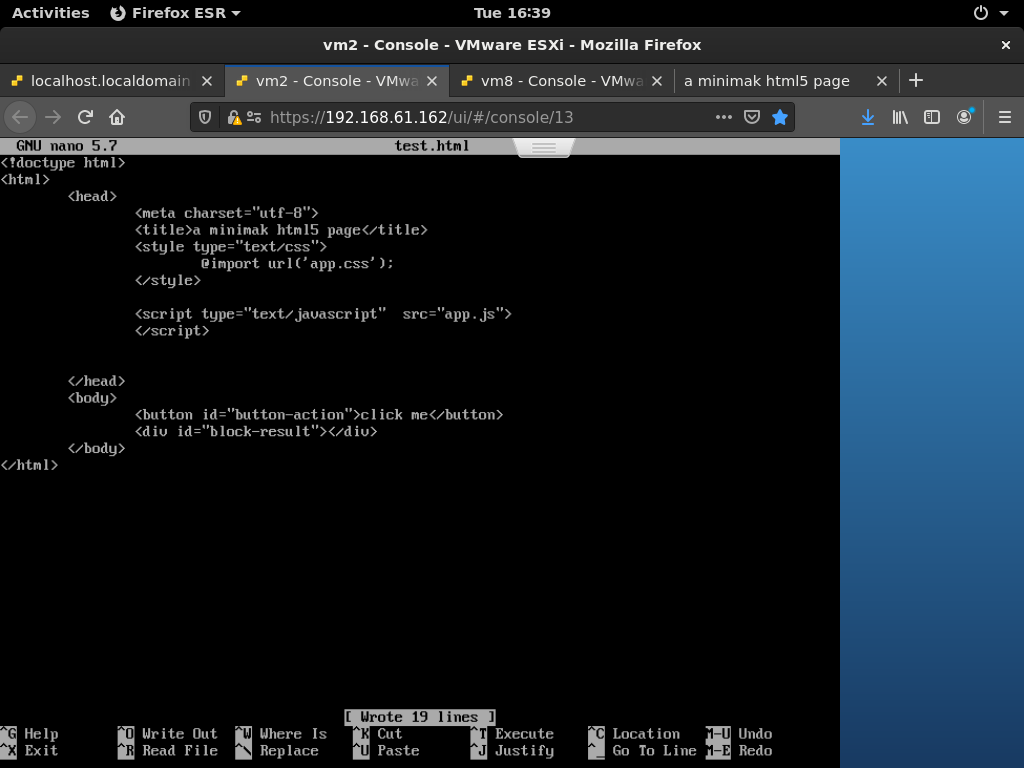 Activities Firefox ESR Tue 16:39
vm2 - Console - VMware ESXi - Mozilla Firefox
localhost.localdomain vm2 - Console - VMwa vm8 - Console - VMwa a minimak html5 page
https://192.168.61.162/ui/#/console/13
GNU nano 5.7 test.html
<!doctype html>
<html>
<head>
<meta charset="utf-8">
<title>a minimak html5 page</title>
<style type="text/css">
@import url('app.css');
</style>
<script type="text/javascript"  src="app.js">
</script>
</head>
<body>
<button id="button-action">click me</button>
<div id="block-result"></div>
</body>
</html>
[ Wrote 19 lines ]
^G Help ^O Write Out ^W Where Is ^K Cut ^T Execute ^C Location M-U Undo
^X Exit ^R Read File ^\ Replace ^U Paste ^J Justify ^_ Go To Line M-E Redo